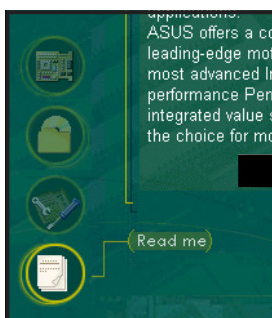 applications.
ASUS offers a co
leading-edge mot
most advanced In
performance Pen
integrated value s
the choice for mo
Read me